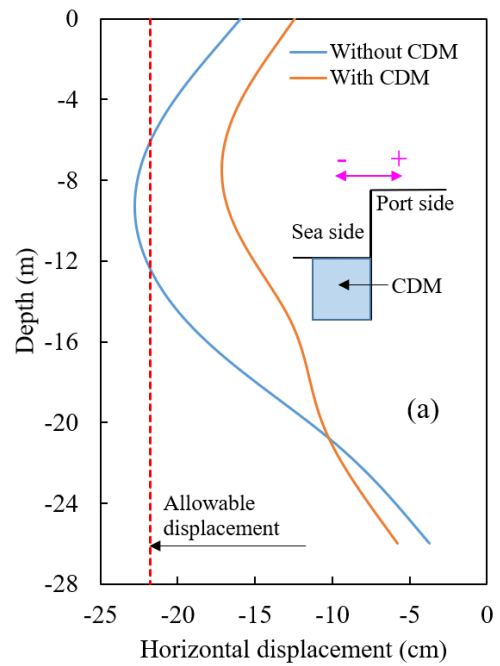 0
-4
-8
-12
-16
-20
-24
-28
Depth (m)
Without CDM
With CDM
- +
Port side
Sea side
CDM
(a)
Allowable
displacement
-25 -20 -15 -10 -5 0
Horizontal displacement (cm)